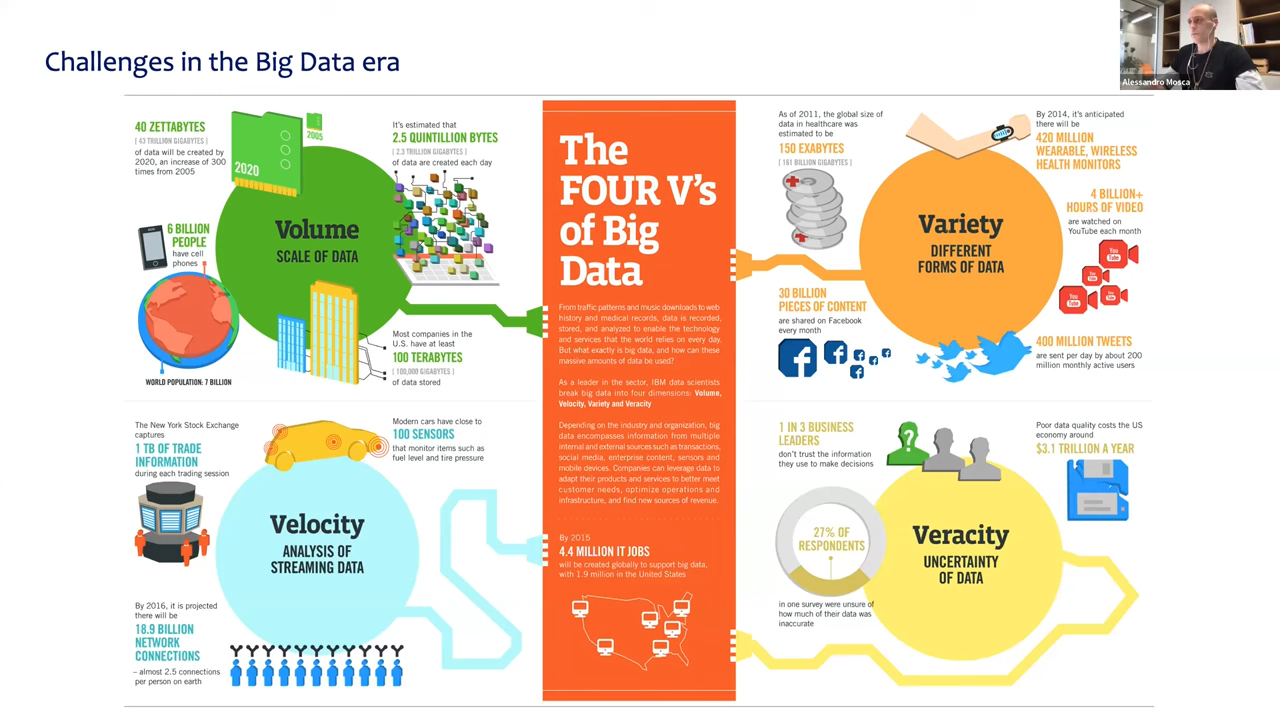 Challenges in the Big Data era
Alessandro Mosca
40 ZETTABYTES
[ 43 TRILLION GIGABYTES ]
of data will be created by
2020, an increase of 300
times from 2005
2005
2020
It's estimated that
2.5 QUINTILLION BYTES
[ 2.3 TRILLION GIGABYTES ]
of data are created each day
6 BILLION
PEOPLE
have cell
phones
Volume
SCALE OF DATA
WORLD POPULATION: 7 BILLION
Most companies in the
U.S. have at least
100 TERABYTES
[ 100,000 GIGABYTES ]
of data stored
The New York Stock Exchange
captures
1 TB OF TRADE
INFORMATION
during each trading session
Modern cars have close to
100 SENSORS
that monitor items such as
fuel level and tire pressure
Velocity
ANALYSIS OF
STREAMING DATA
By 2016, it is projected
there will be
18.9 BILLION
NETWORK
CONNECTIONS
– almost 2.5 connections
per person on earth
The
FOUR V's
of Big
Data
From traffic patterns and music downloads to web
history and medical records, data is recorded,
stored, and analyzed to enable the technology
and services that the world relies on every day.
But what exactly is big data, and how can these
massive amounts of data be used?
As a leader in the sector, IBM data scientists
break big data into four dimensions: Volume,
Velocity, Variety and Veracity
Depending on the industry and organization, big
data encompasses information from multiple
internal and external sources such as transactions,
social media, enterprise content, sensors and
mobile devices. Companies can leverage data to
adapt their products and services to better meet
customer needs, optimize operations and
infrastructure, and find new sources of revenue.
By 2015
4.4 MILLION IT JOBS
will be created globally to support big data,
with 1.9 million in the United States
As of 2011, the global size of
data in healthcare was
estimated to be
150 EXABYTES
[ 161 BILLION GIGABYTES ]
By 2014, it's anticipated
there will be
420 MILLION
WEARABLE, WIRELESS
HEALTH MONITORS
4 BILLION+
HOURS OF VIDEO
are watched on
YouTube each month
You
Tube
You
Tube
You
Tube
You
Tube
Variety
DIFFERENT
FORMS OF DATA
30 BILLION
PIECES OF CONTENT
are shared on Facebook
every month
400 MILLION TWEETS
are sent per day by about 200
million monthly active users
1 IN 3 BUSINESS
LEADERS
don't trust the information
they use to make decisions
Poor data quality costs the US
economy around
$3.1 TRILLION A YEAR
27% OF
RESPONDENTS
in one survey were unsure of
how much of their data was
inaccurate
Veracity
UNCERTAINTY
OF DATA